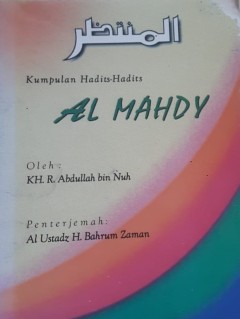 المنتظر
Kumpulan Hadits-Hadits
AL MAHDY
Oleh:
KH. R. Abdullah bin Nuh
Penterjemah:
Al Ustadz H. Bahrum Zaman